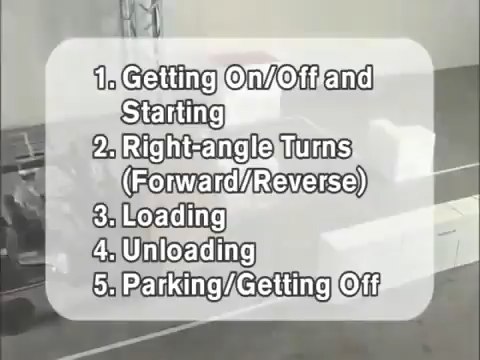 1. Getting On/Off and
Starting
2. Right-angle Turns
(Forward/Reverse)
3. Loading
4. Unloading
5. Parking/Getting Off